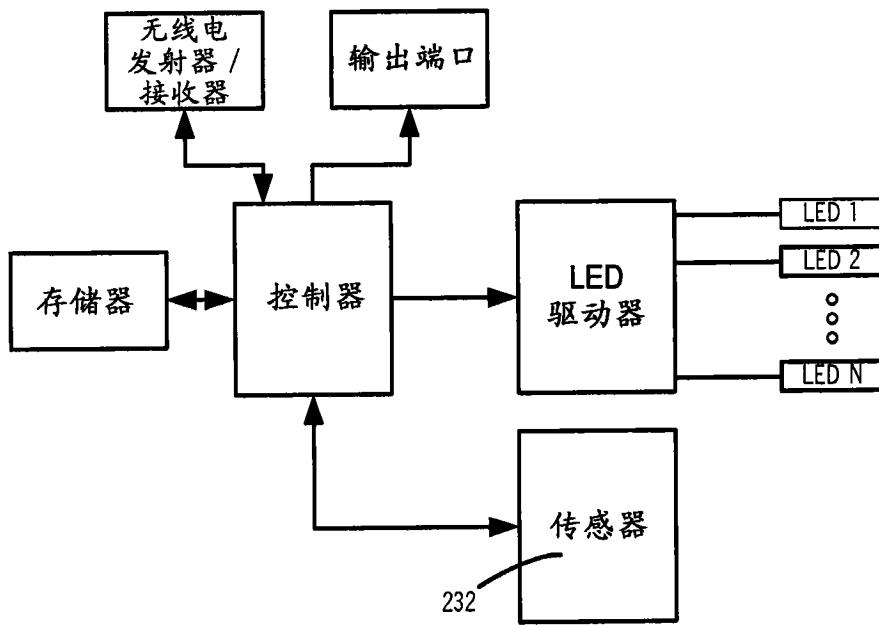 无线电
发射器 /
接收器
输出端口
存储器
控制器
LED
驱动器
LED 1
LED 2
LED N
传感器
232